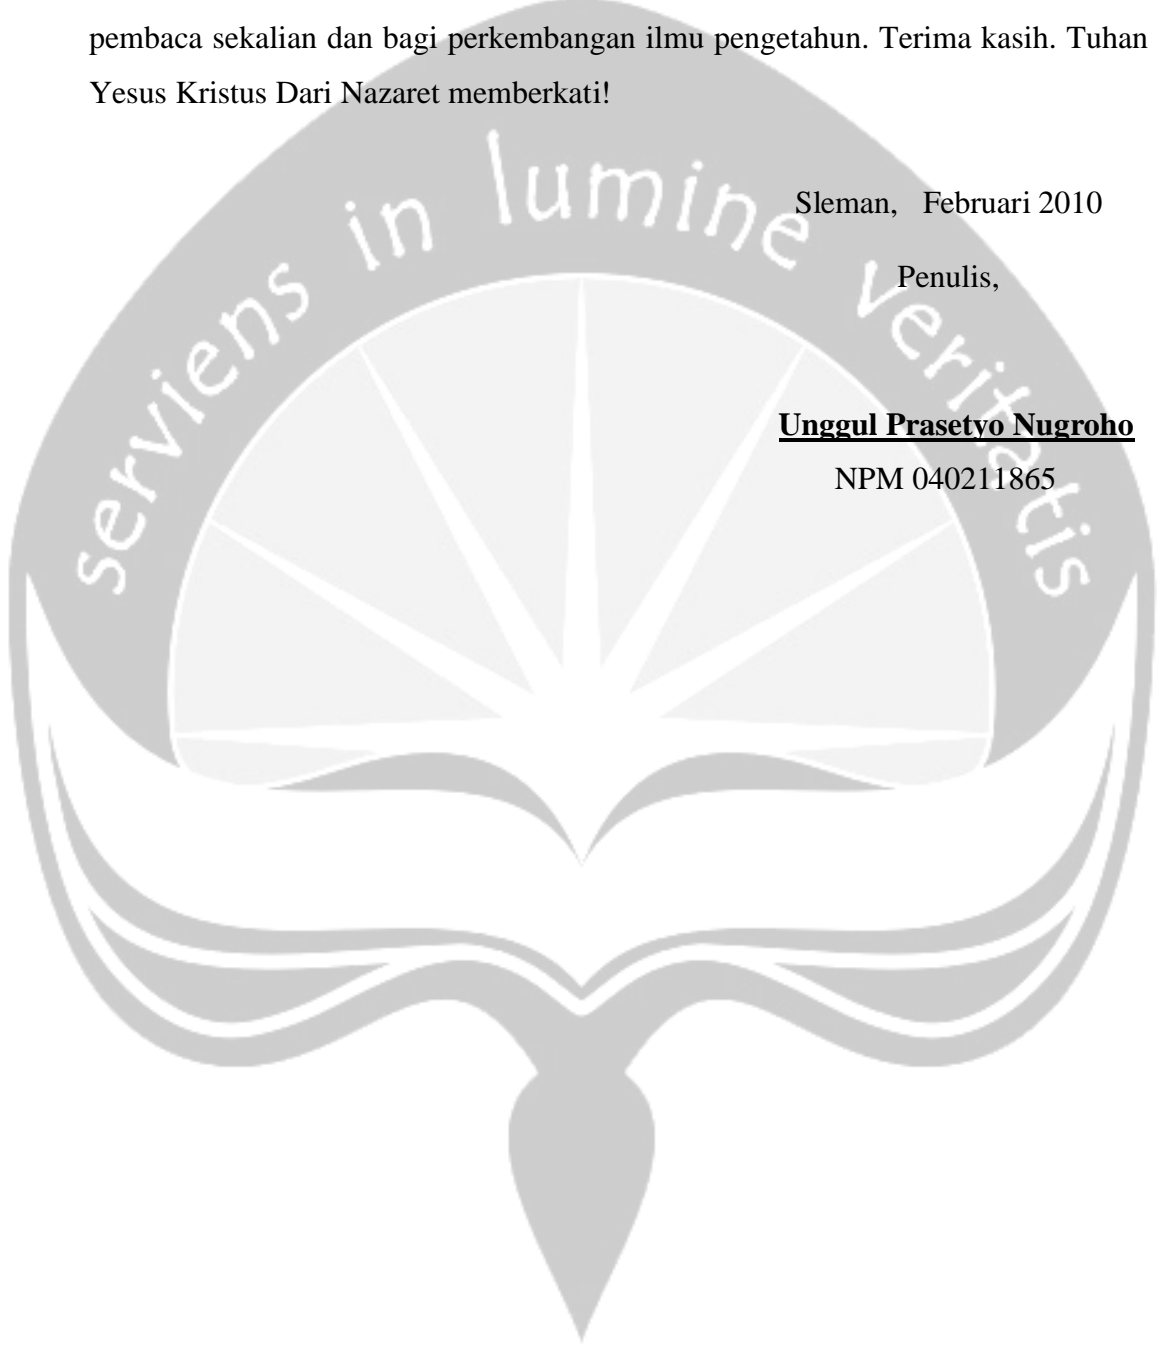 pembaca sekalian dan bagi perkembangan ilmu pengetahun. Terima kasih. Tuhan
Yesus Kristus Dari Nazaret memberkati!
serviens in lumine veritatis
Sleman, Februari 2010
Penulis,
Unggul Prasetyo Nugroho
NPM 040211865